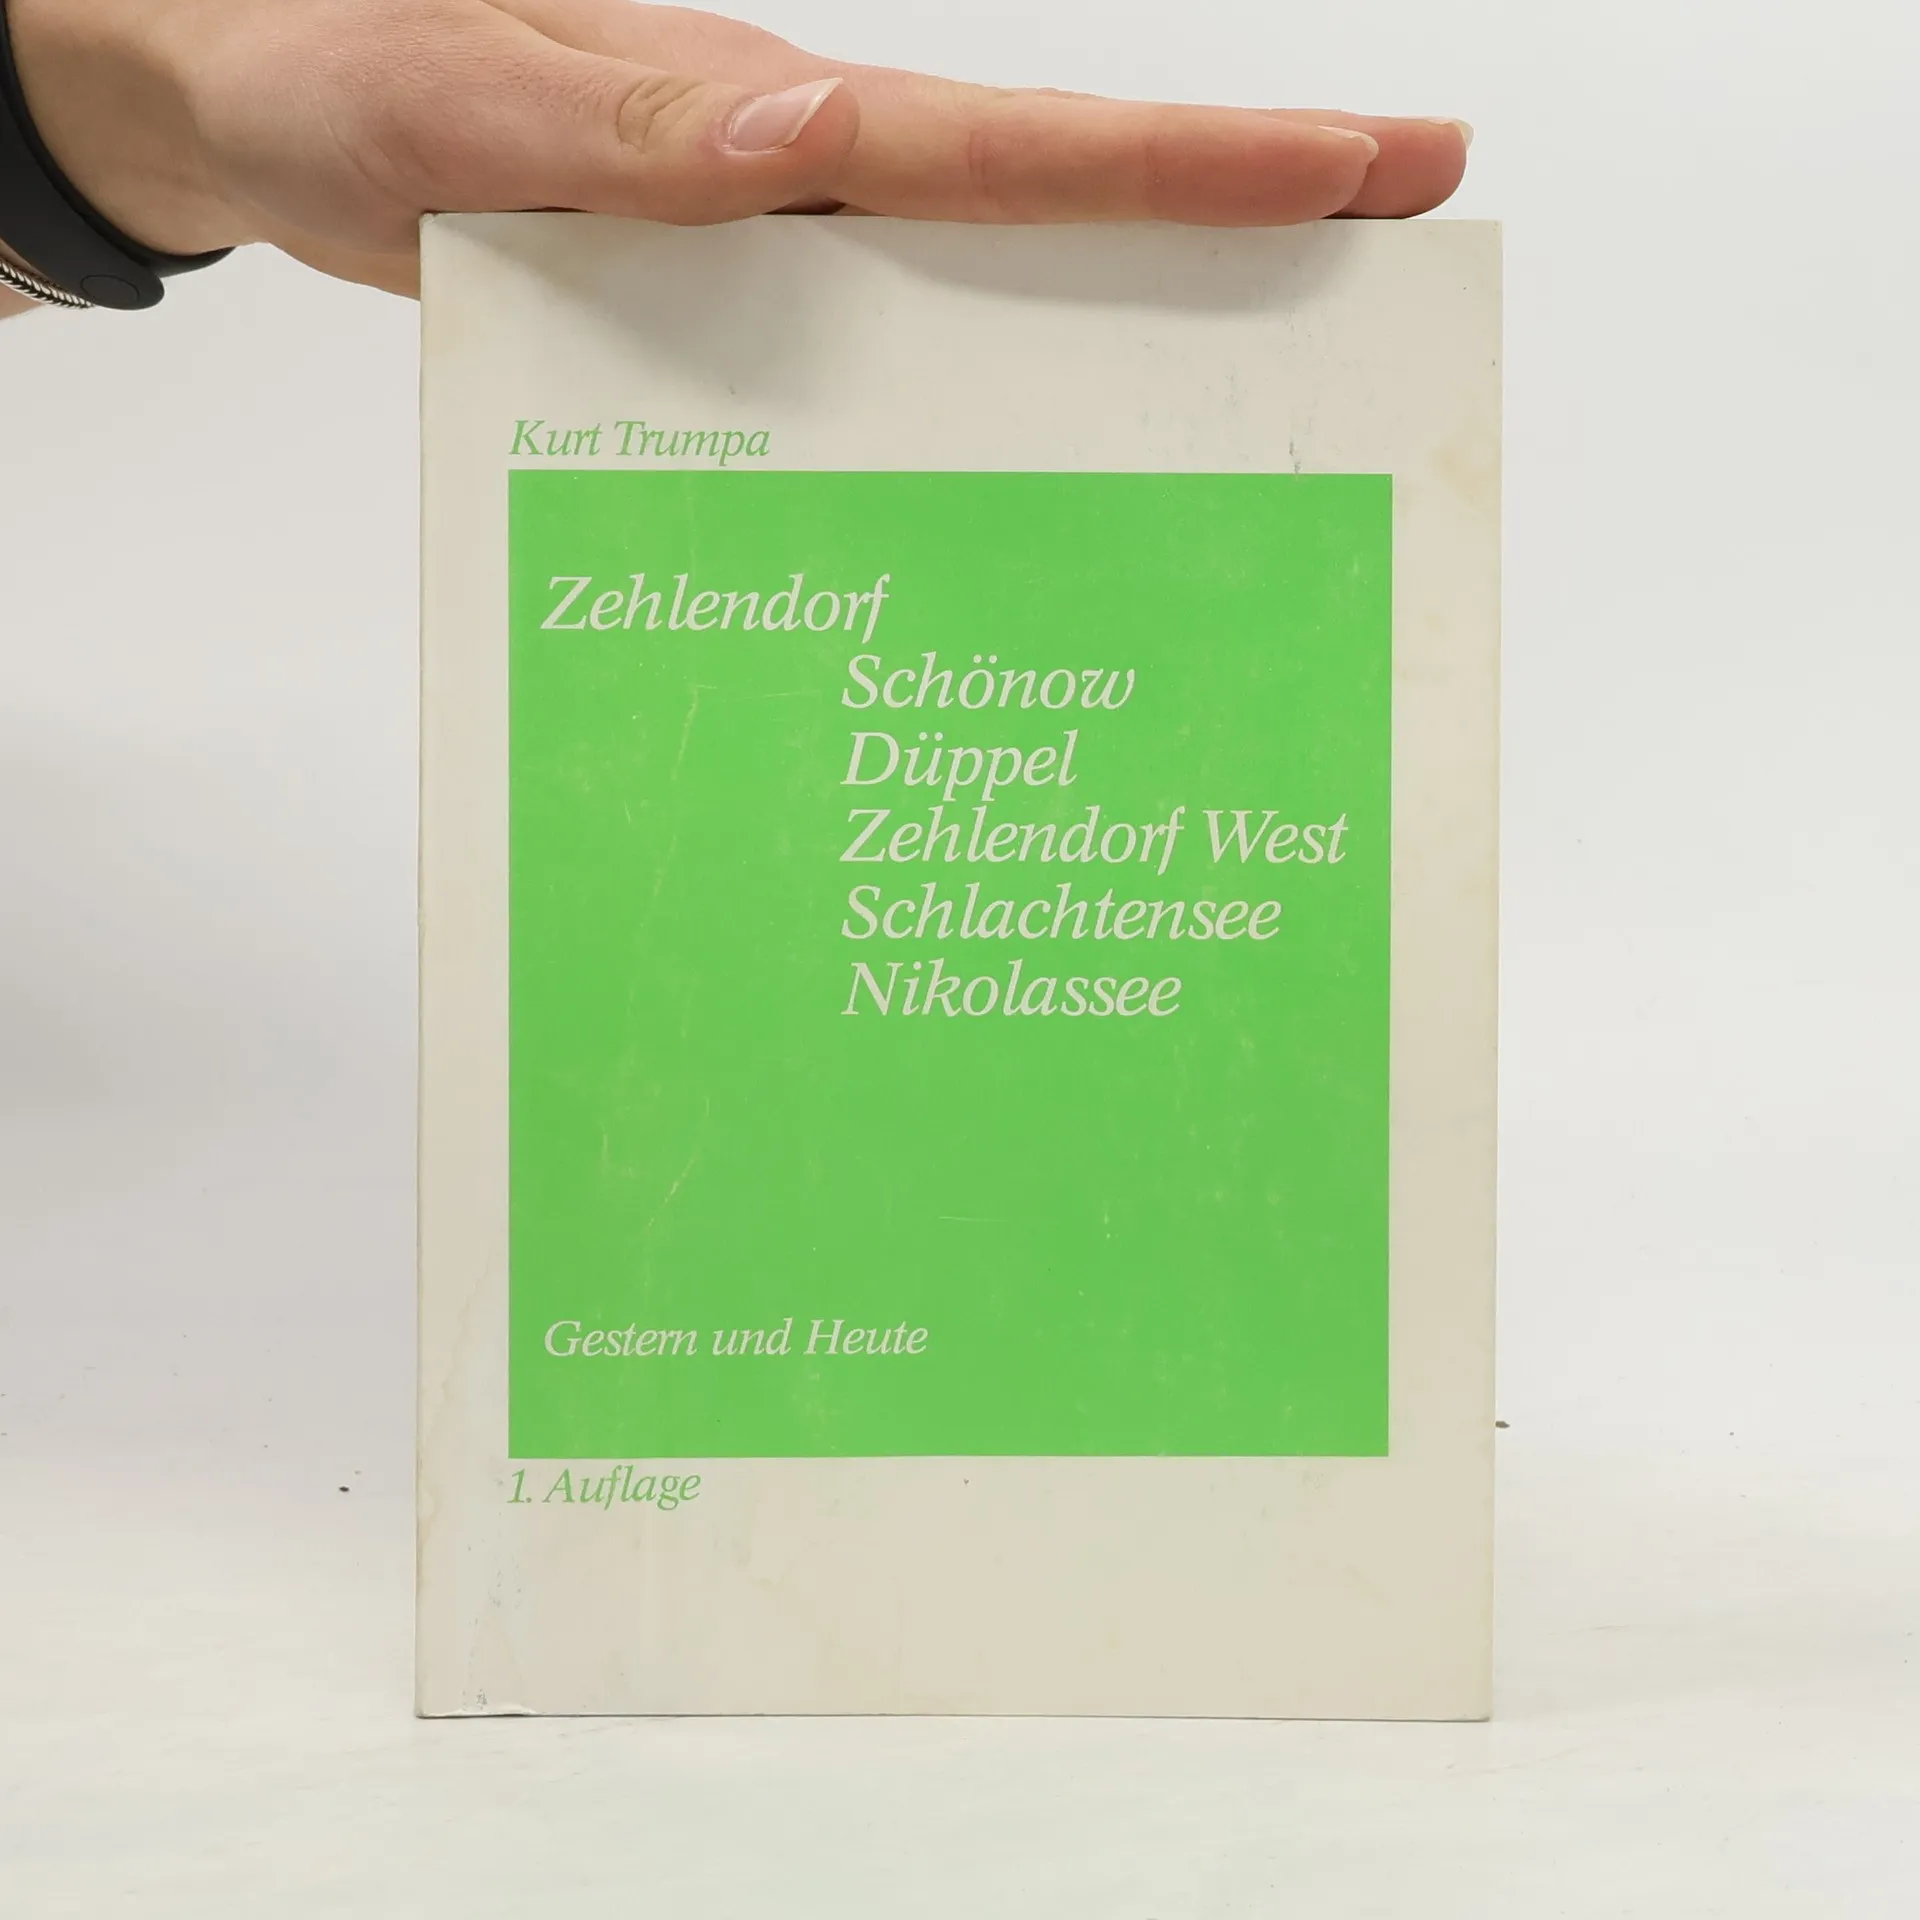 Kurt Trumpa
Zehlendorf
Schönow
Düppel
Zehlendorf West
Schlachtensee
Nikolassee
Gestern und Heute
1. Auflage